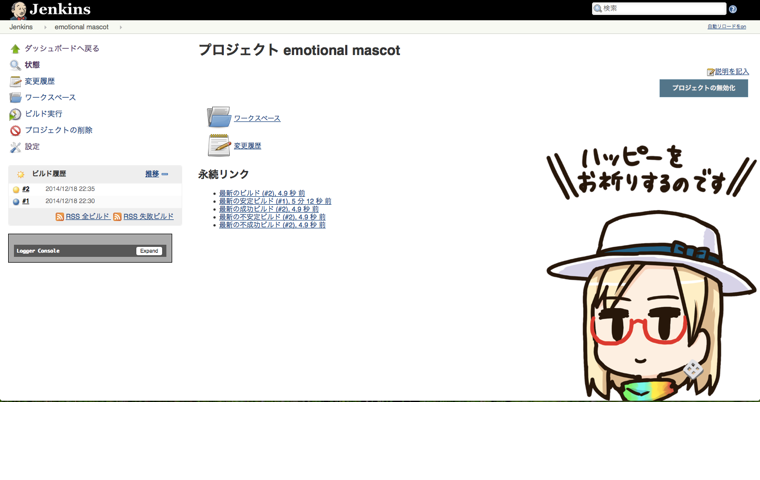 Jenkins
検索
Jenkins
emotional mascot
自動リロードをon
ダッシュボードへ戻る
状態
変更履歴
ワークスペース
ビルド実行
プロジェクトの削除
設定
ビルド履歴 推移
#2 2014/12/18 22:35
#1 2014/12/18 22:30
RSS 全ビルド RSS 失敗ビルド
Logger Console Expand
プロジェクト emotional mascot
説明を記入
プロジェクトの無効化
ワークスペース
変更履歴
永続リンク
最新のビルド (#2), 4.9 秒 前
最新の安定ビルド (#1), 5 分 12 秒 前
最新の成功ビルド (#2), 4.9 秒 前
最新の不安定ビルド (#2), 4.9 秒 前
最新の不成功ビルド (#2), 4.9 秒 前
ハッピーを
お祈りするのです